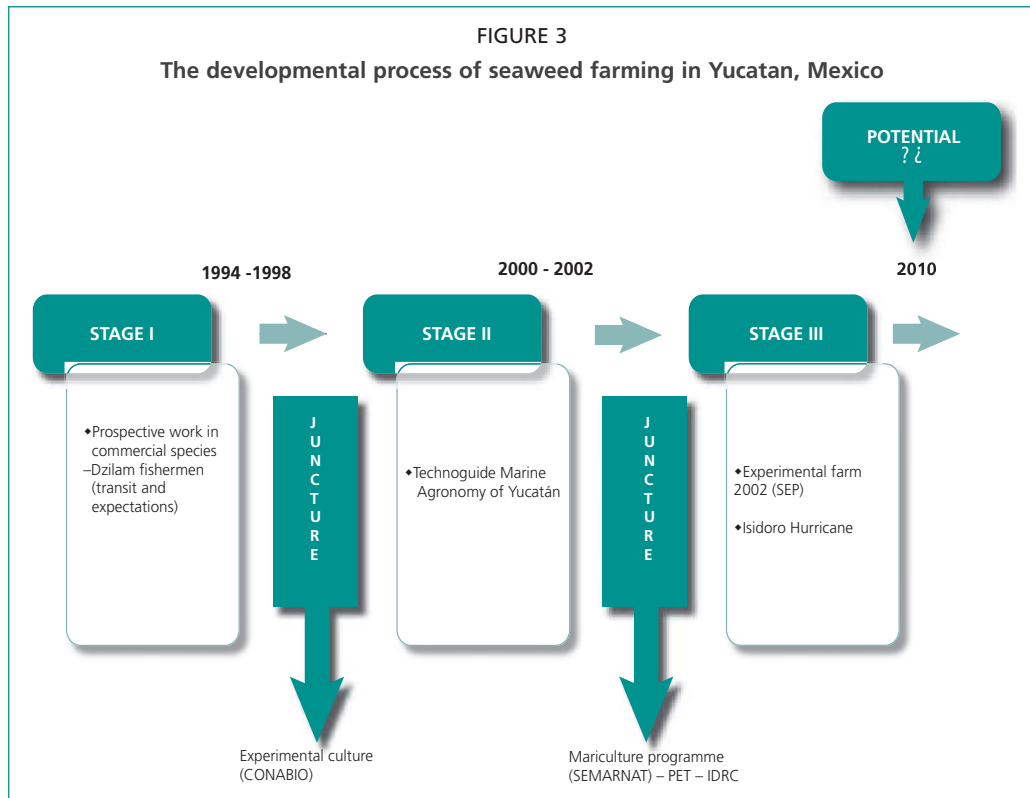 FIGURE 3
The developmental process of seaweed farming in Yucatan, Mexico
POTENTIAL
? ¿
1994 -1998
2000 - 2002
2010
STAGE I
STAGE II
STAGE III
◆Prospective work in
commercial species
–Dzilam fishermen
(transit and
expectations)
JUNCTURE
◆Technoguide Marine
Agronomy of Yucatán
JUNCTURE
◆Experimental farm
2002 (SEP)
◆Isidoro Hurricane
Experimental culture
(CONABIO)
Mariculture programme
(SEMARNAT) – PET – IDRC